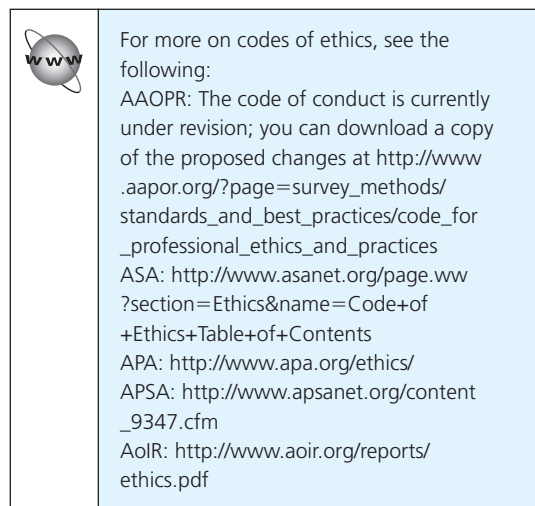 www
For more on codes of ethics, see the
following:
AAOPR: The code of conduct is currently
under revision; you can download a copy
of the proposed changes at http://www
.aapor.org/?page=survey_methods/
standards_and_best_practices/code_for
_professional_ethics_and_practices
ASA: http://www.asanet.org/page.ww
?section=Ethics&name=Code+of
+Ethics+Table+of+Contents
APA: http://www.apa.org/ethics/
APSA: http://www.apsanet.org/content
_9347.cfm
AoIR: http://www.aoir.org/reports/
ethics.pdf